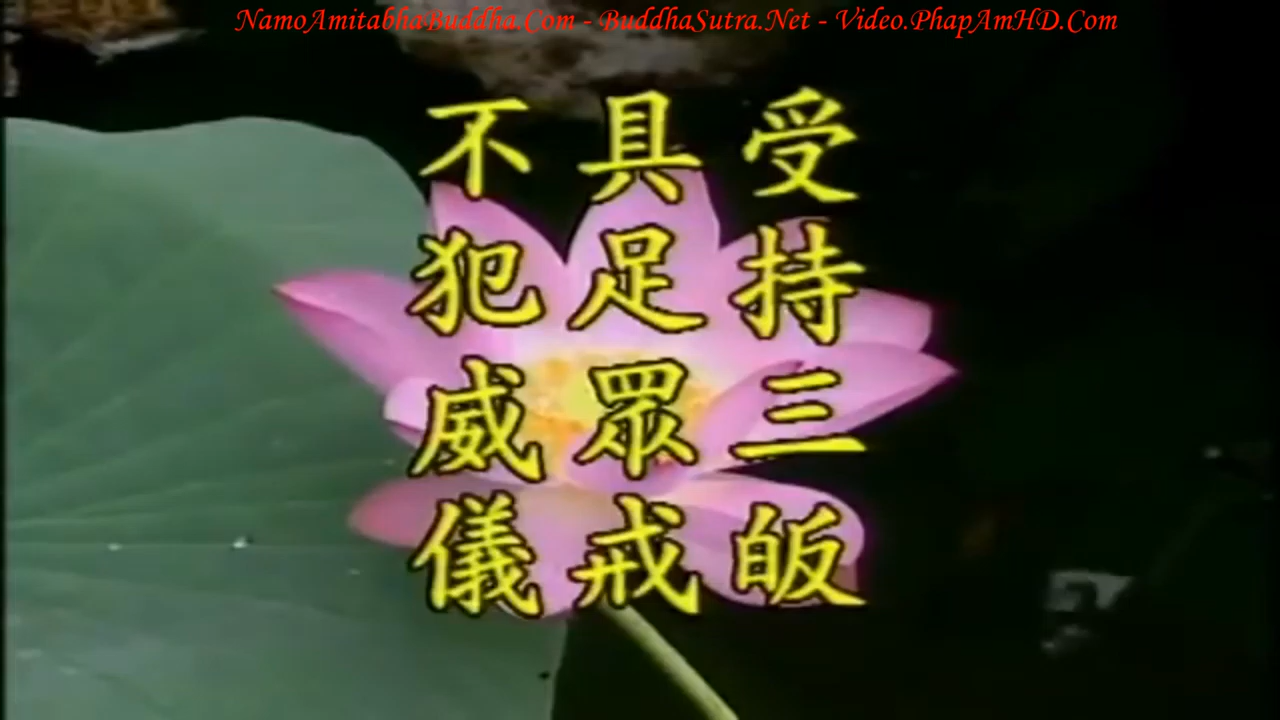 NamoAmitabhaBuddha.Com - BuddhaSutra.Net - Video.PhapAmHD.Com
受持三皈
具足眾戒
不犯威儀